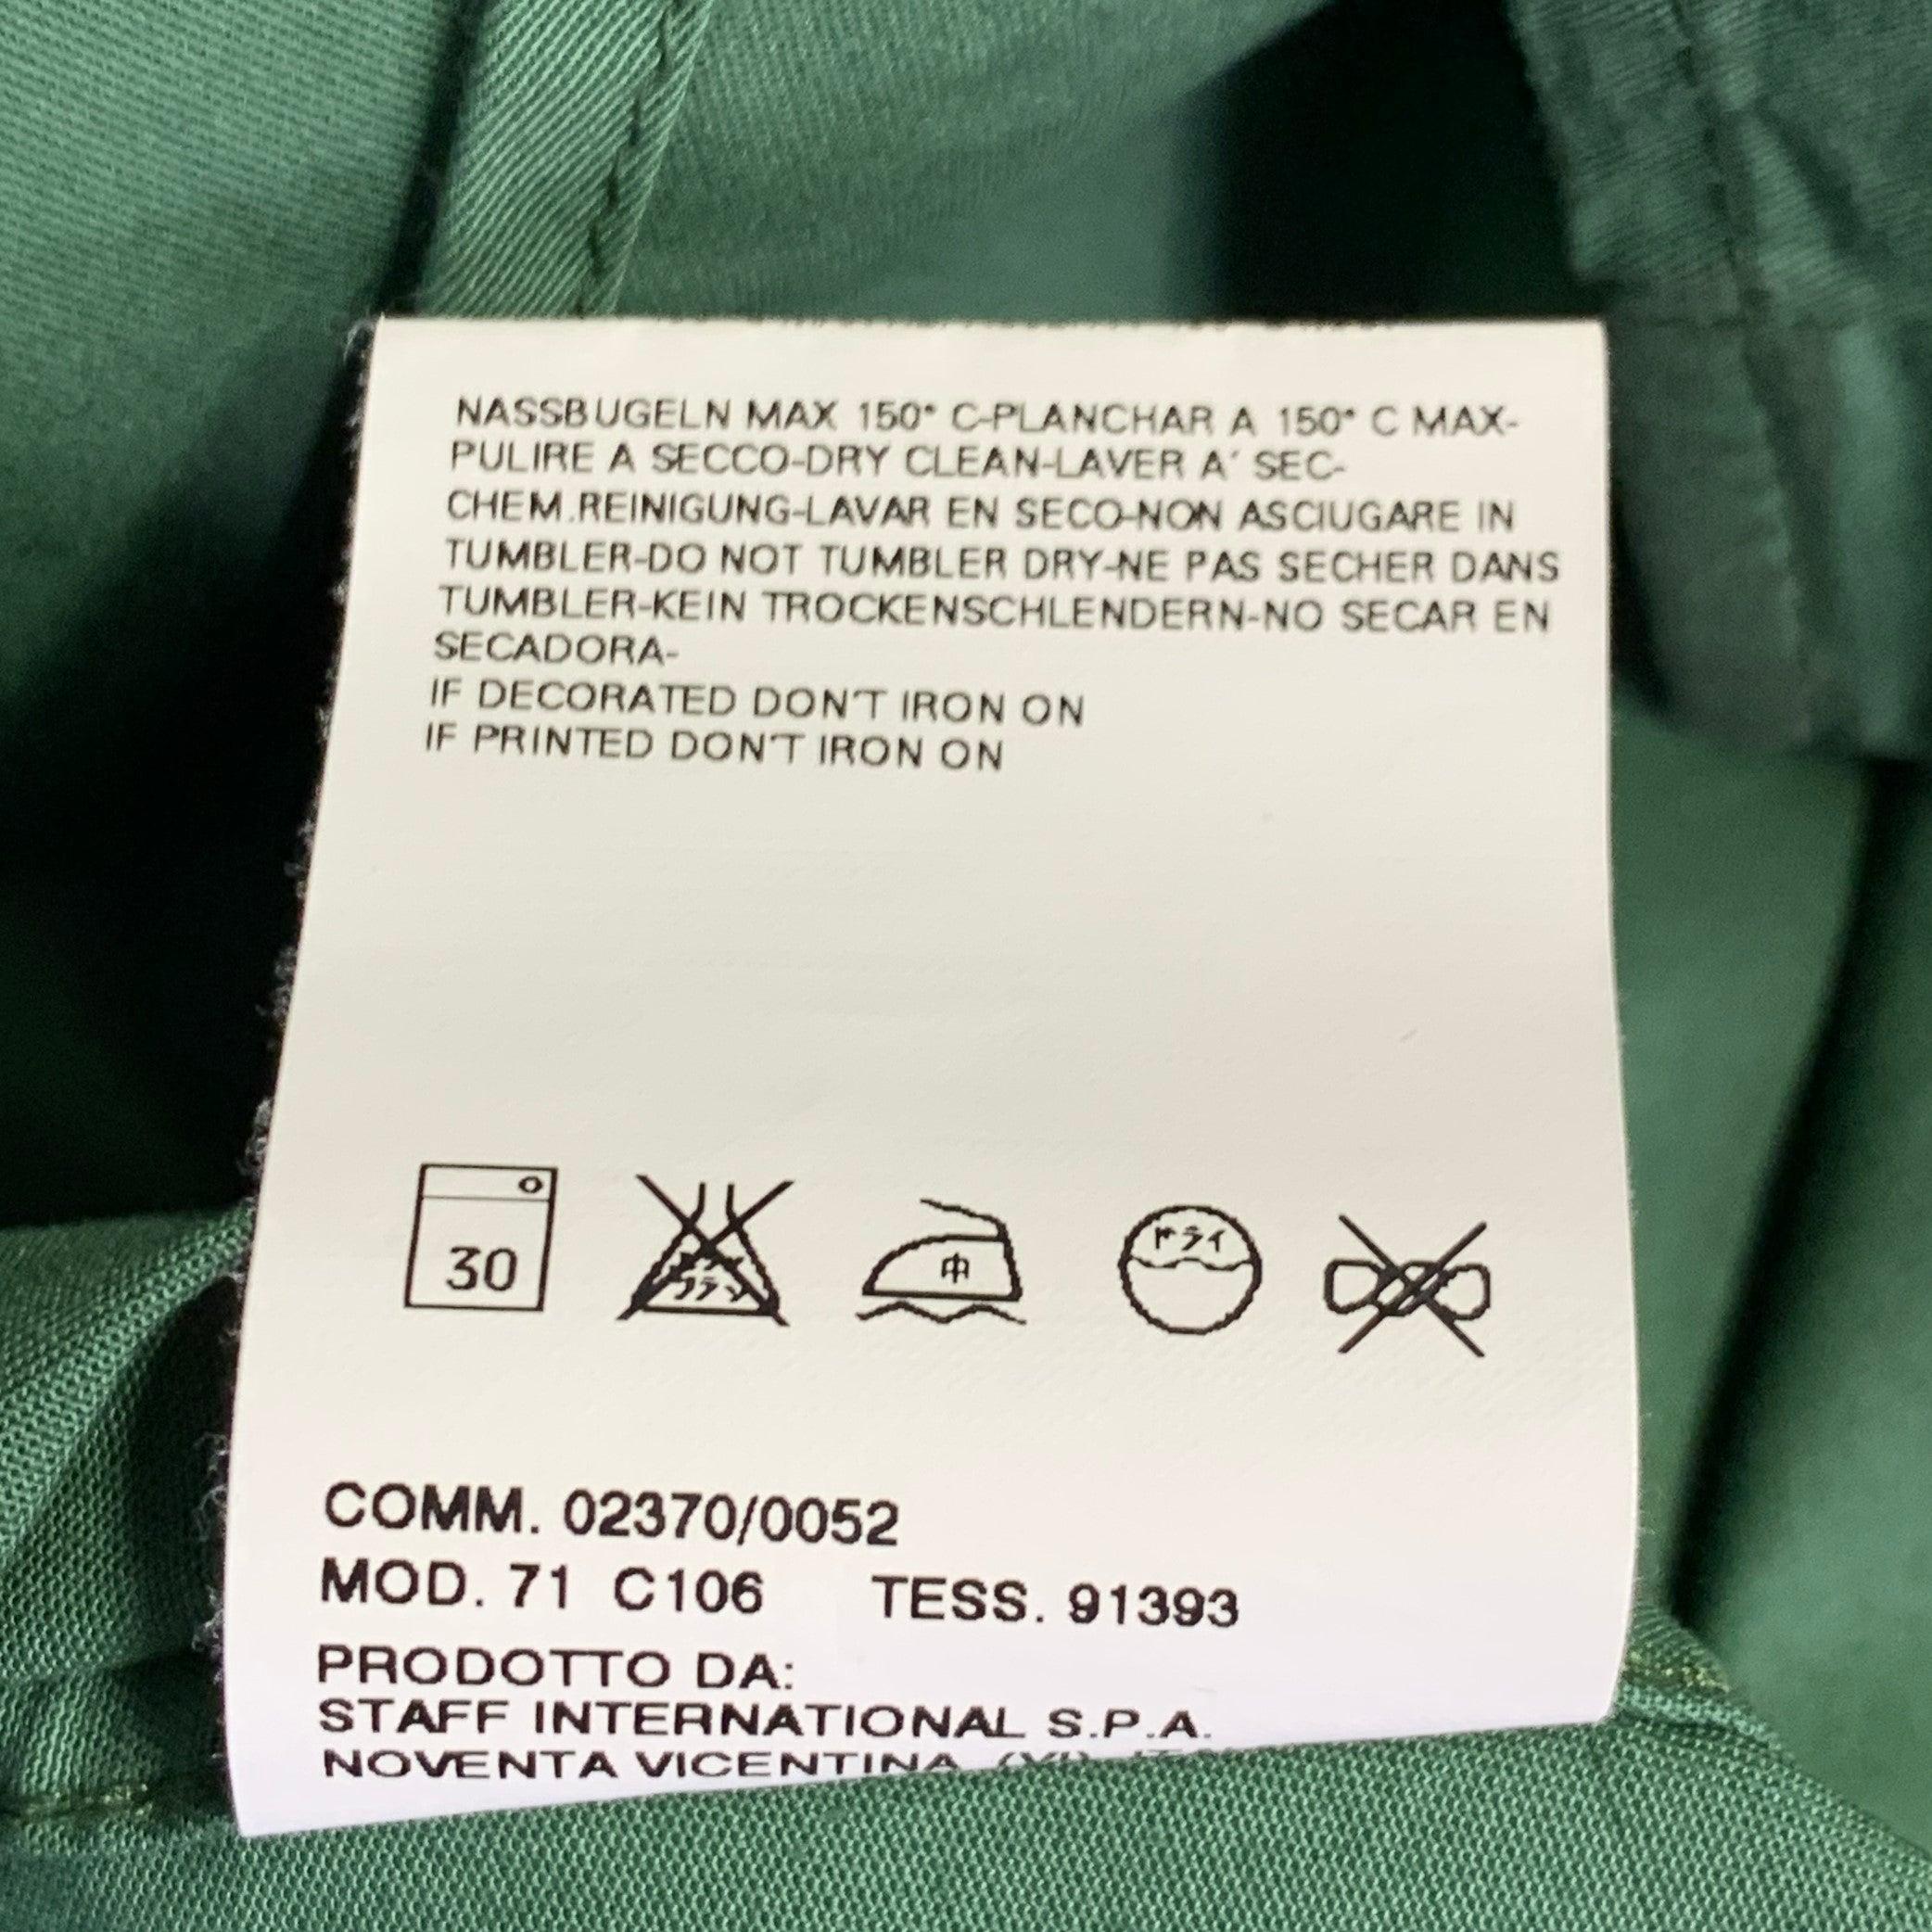 NASSBUGELN MAX 150° C-PLANCHAR A 150° C MAX-
PULIRE A SECCO-DRY CLEAN-LAVER A' SEC-
CHEM.REINIGUNG-LAVAR EN SECO-NON ASCIUGARE IN
TUMBLER-DO NOT TUMBLER DRY-NE PAS SECHER DANS
TUMBLER-KEIN TROCKENSCHLENDERN-NO SECAR EN
SECADORA-
IF DECORATED DON'T IRON ON
IF PRINTED DON'T IRON ON
30 中 ドライ
COMM. 02370/0052
MOD. 71 C106 TESS. 91393
PRODOTTO DA:
STAFF INTERNATIONAL S.P.A.
NOVENTA VICENTINA (VI)